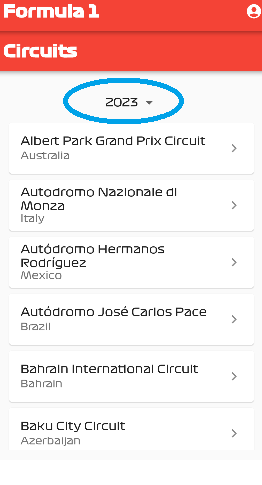 Formula 1
Circuits
2023
Albert Park Grand Prix Circuit
Australia
Autodromo Nazionale di
Monza
Italy
Autódromo Hermanos
Rodríguez
Mexico
Autódromo José Carlos Pace
Brazil
Bahrain International Circuit
Bahrain
Baku City Circuit
Azerbaijan